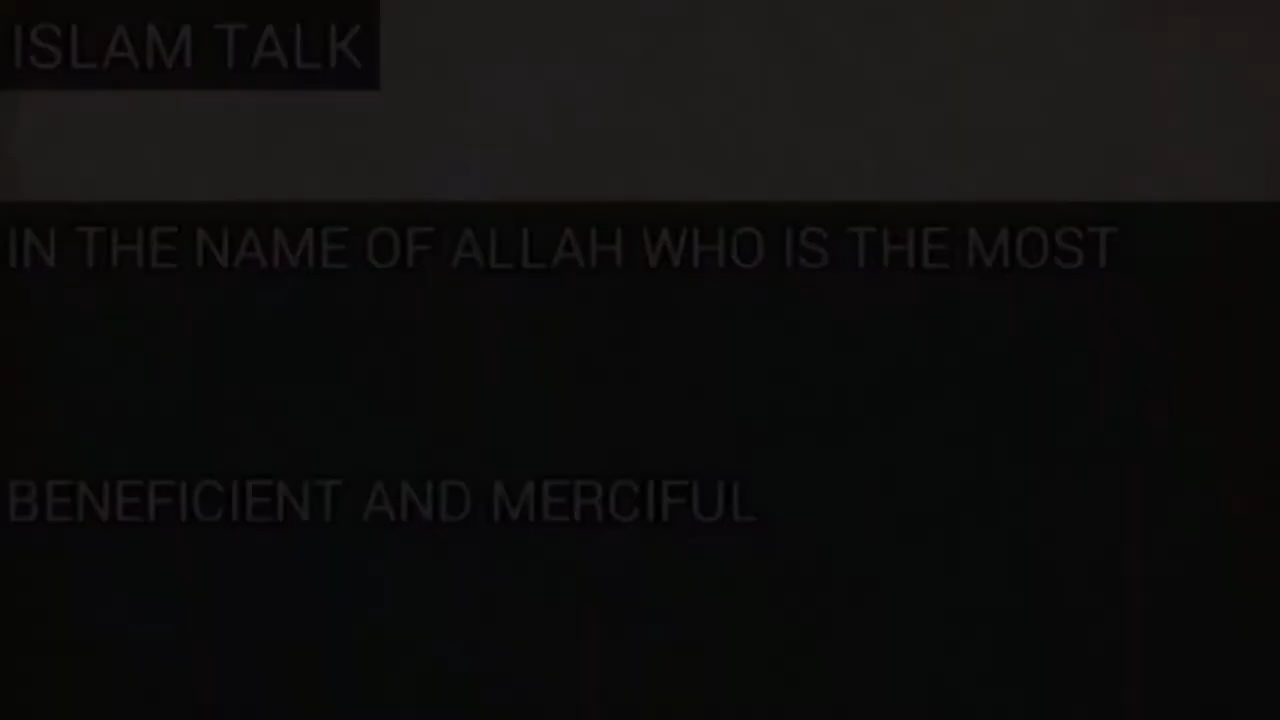 ISLAM TALK
IN THE NAME OF ALLAH WHO IS THE MOST
BENEFICIENT AND MERCIFUL